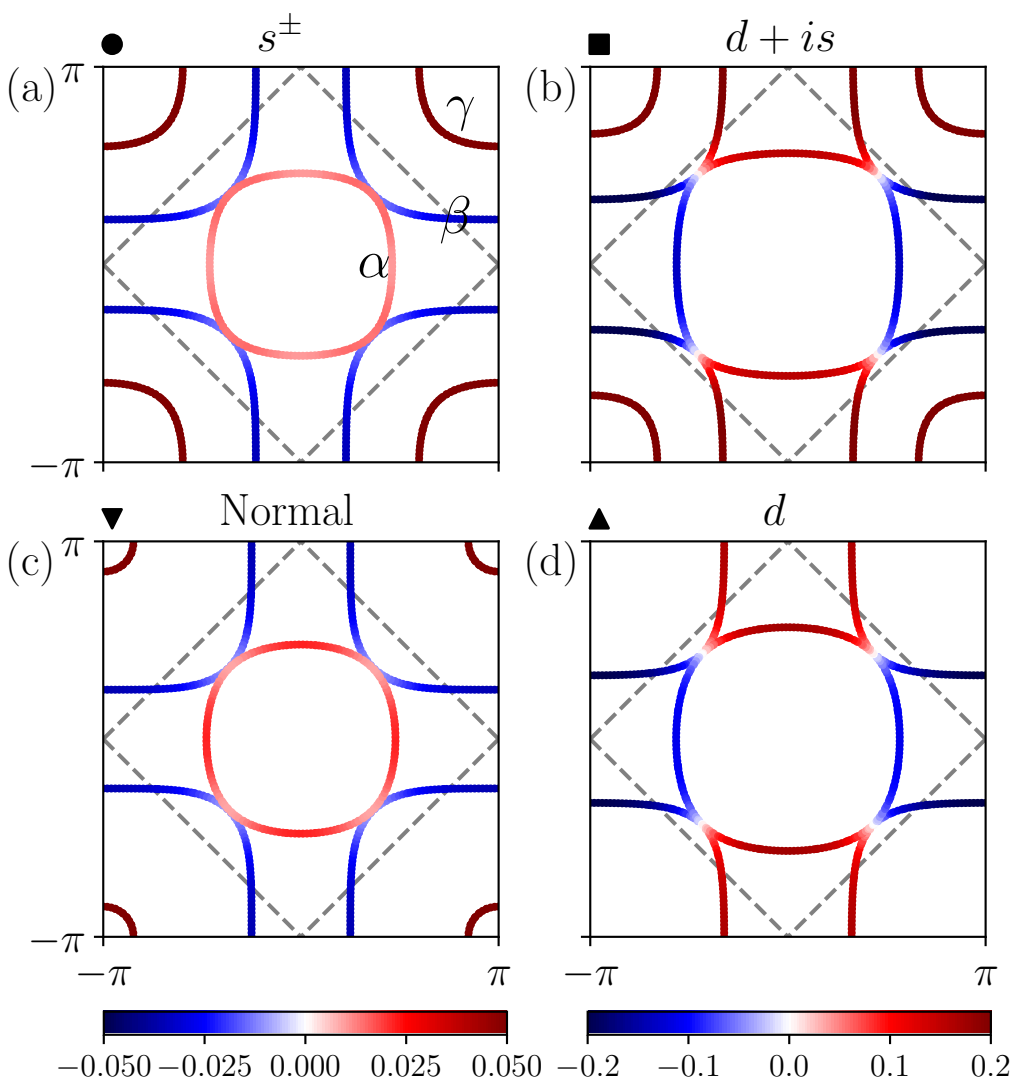 ● $s^{\pm}$ ■ $d + is$
(a) π (b)
γ
β
α
−π
▼ Normal ▲ $d$
(c) π (d)
−π
−π π −π π
−0.050 −0.025 0.000 0.025 0.050 −0.2 −0.1 0.0 0.1 0.2